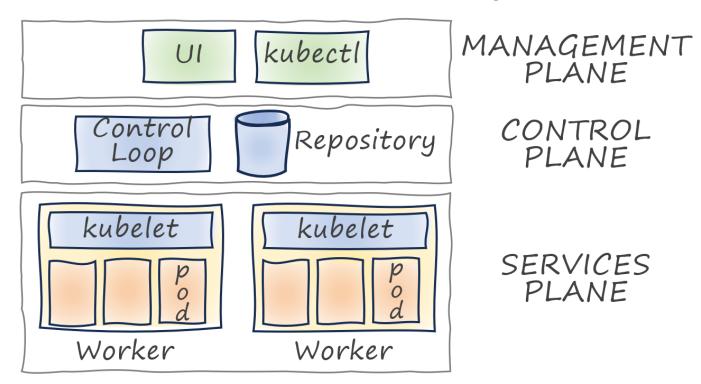 UI
kubectl
MANAGEMENT
PLANE
Control
Loop
Repository
CONTROL
PLANE
kubelet
kubelet
pod
pod
SERVICES
PLANE
Worker
Worker